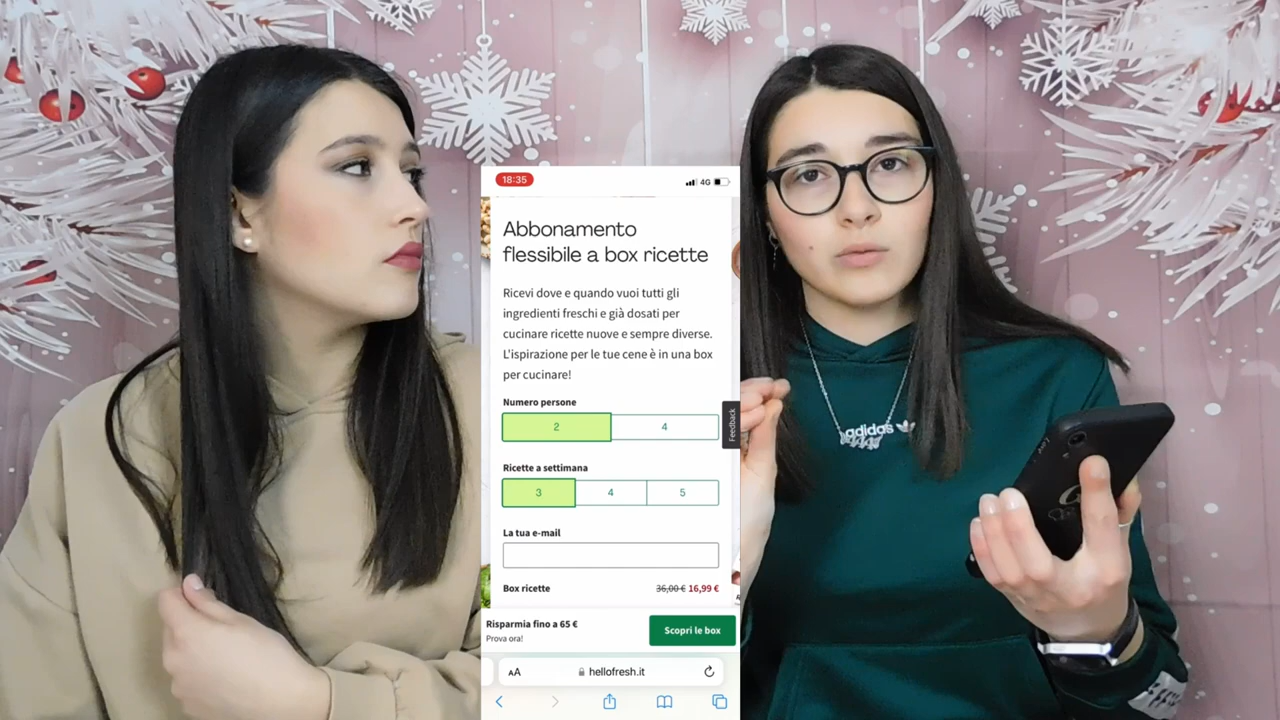 18:35
4G
Abbonamento
flessibile a box ricette
Ricevi dove e quando vuoi tutti gli
ingredienti freschi e già dosati per
cucinare ricette nuove e sempre diverse.
L'ispirazione per le tue cene è in una box
per cucinare!
Numero persone
2 4
Feedback
Ricette a settimana
3 4 5
La tua e-mail
Box ricette 36,00 € 16,99 €
Risparmia fino a 65 €
Prova ora!
Scopri le box
AA hellofresh.it
adidas